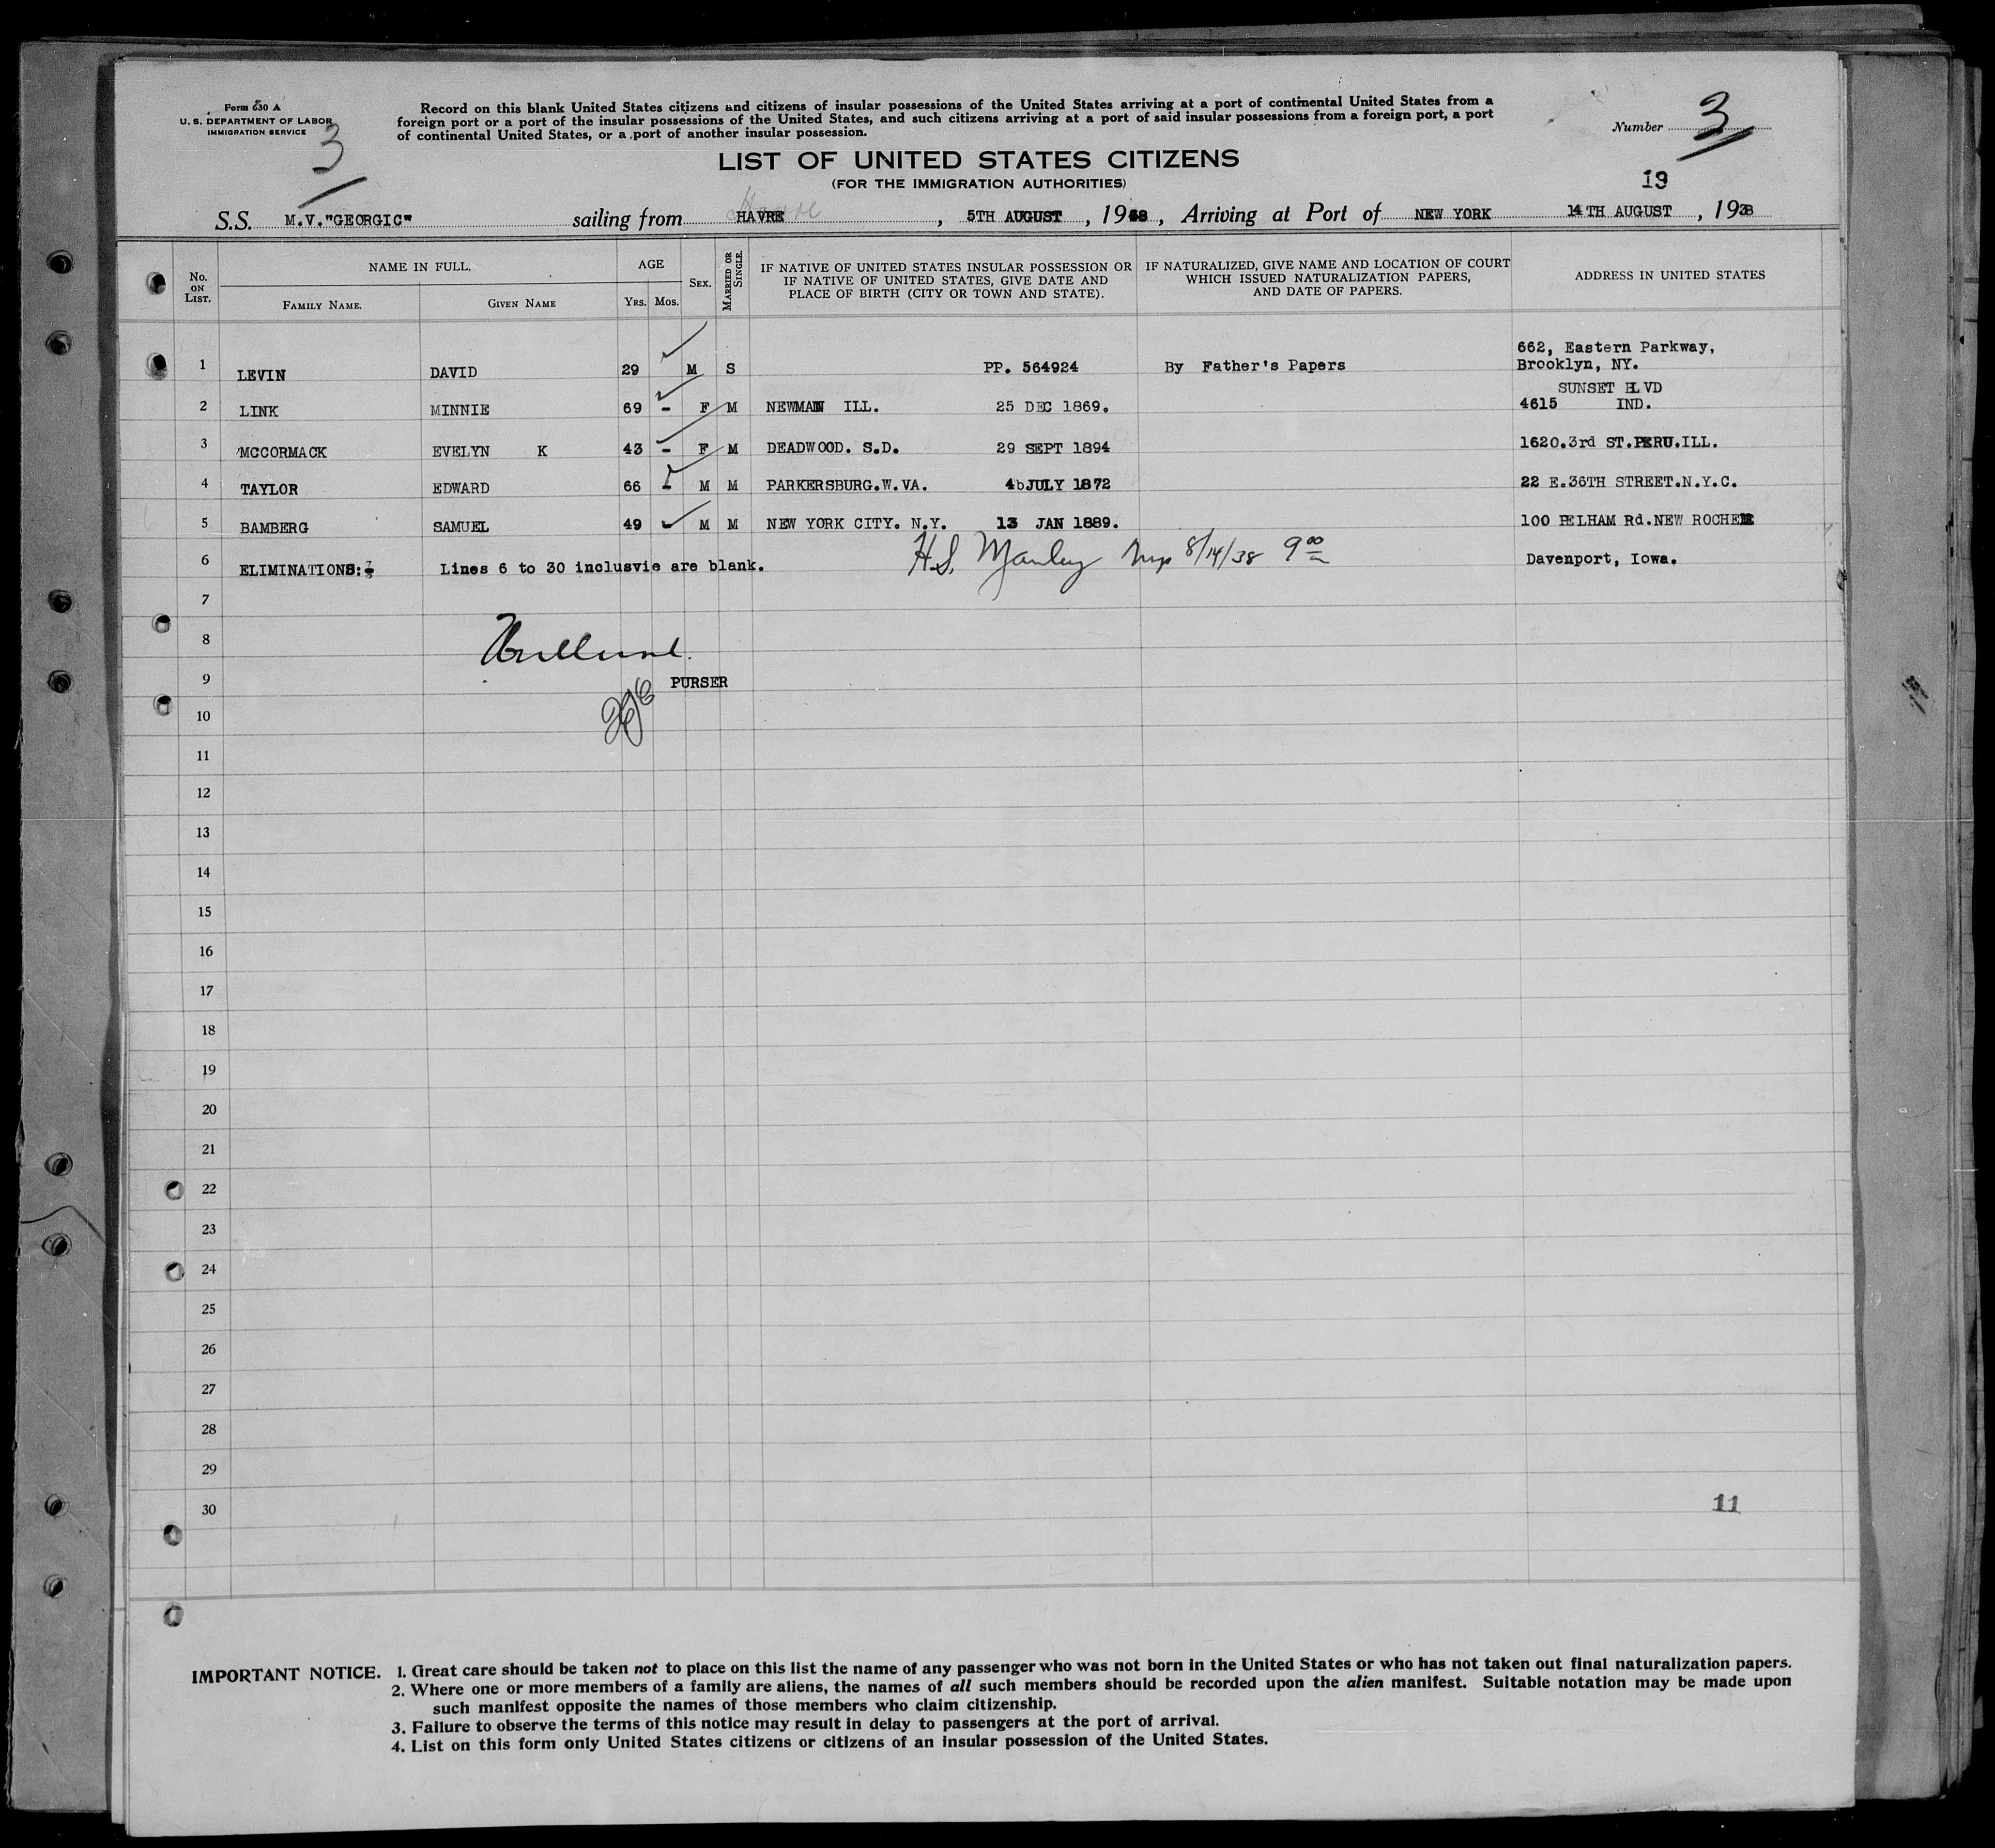 Form 630 A
U. S. DEPARTMENT OF LABOR
IMMIGRATION SERVICE
3
Record on this blank United States citizens and citizens of insular possessions of the United States arriving at a port of continental United States from a
foreign port or a port of the insular possessions of the United States, and such citizens arriving at a port of said insular possessions from a foreign port, a port
of continental United States, or a port of another insular possession.
Number 3
LIST OF UNITED STATES CITIZENS
(FOR THE IMMIGRATION AUTHORITIES)
19
S.S. M.V."GEORGIC" sailing from HAVRE Havre , 5TH AUGUST , 1938 , Arriving at Port of NEW YORK 14TH AUGUST , 1938
No. ON LIST.
NAME IN FULL.
FAMILY NAME.
GIVEN NAME
AGE
YRS. MOS.
SEX.
MARRIED OR SINGLE.
IF NATIVE OF UNITED STATES INSULAR POSSESSION OR
IF NATIVE OF UNITED STATES, GIVE DATE AND
PLACE OF BIRTH (CITY OR TOWN AND STATE).
IF NATURALIZED, GIVE NAME AND LOCATION OF COURT
WHICH ISSUED NATURALIZATION PAPERS,
AND DATE OF PAPERS.
ADDRESS IN UNITED STATES
662, Eastern Parkway,
1 LEVIN DAVID 29 M S PP. 564924 By Father's Papers Brooklyn, NY.
SUNSET BLVD
2 LINK MINNIE 69 - F M NEWMAN ILL. 25 DEC 1869. 4615 IND.
3 MCCORMACK EVELYN K 43 - F M DEADWOOD. S.D. 29 SEPT 1894 1620.3rd ST.PERU.ILL.
4 TAYLOR EDWARD 66 - M M PARKERSBURG.W.VA. 4 JULY 1872 22 E.36TH STREET.N.Y.C.
5 BAMBERG SAMUEL 49 M M NEW YORK CITY. N.Y. 13 JAN 1889. 100 PELHAM Rd.NEW ROCHELLE
6 ELIMINATIONS: Lines 6 to 30 inclusvie are blank. H.S. Manley Insp 8/14/38 9 00 Davenport, Iowa.
7
8
9 PURSER
10
11
12
13
14
15
16
17
18
19
20
21
22
23
24
25
26
27
28
29
30 11
IMPORTANT NOTICE. 1. Great care should be taken not to place on this list the name of any passenger who was not born in the United States or who has not taken out final naturalization papers.
2. Where one or more members of a family are aliens, the names of all such members should be recorded upon the alien manifest. Suitable notation may be made upon
such manifest opposite the names of those members who claim citizenship.
3. Failure to observe the terms of this notice may result in delay to passengers at the port of arrival.
4. List on this form only United States citizens or citizens of an insular possession of the United States.